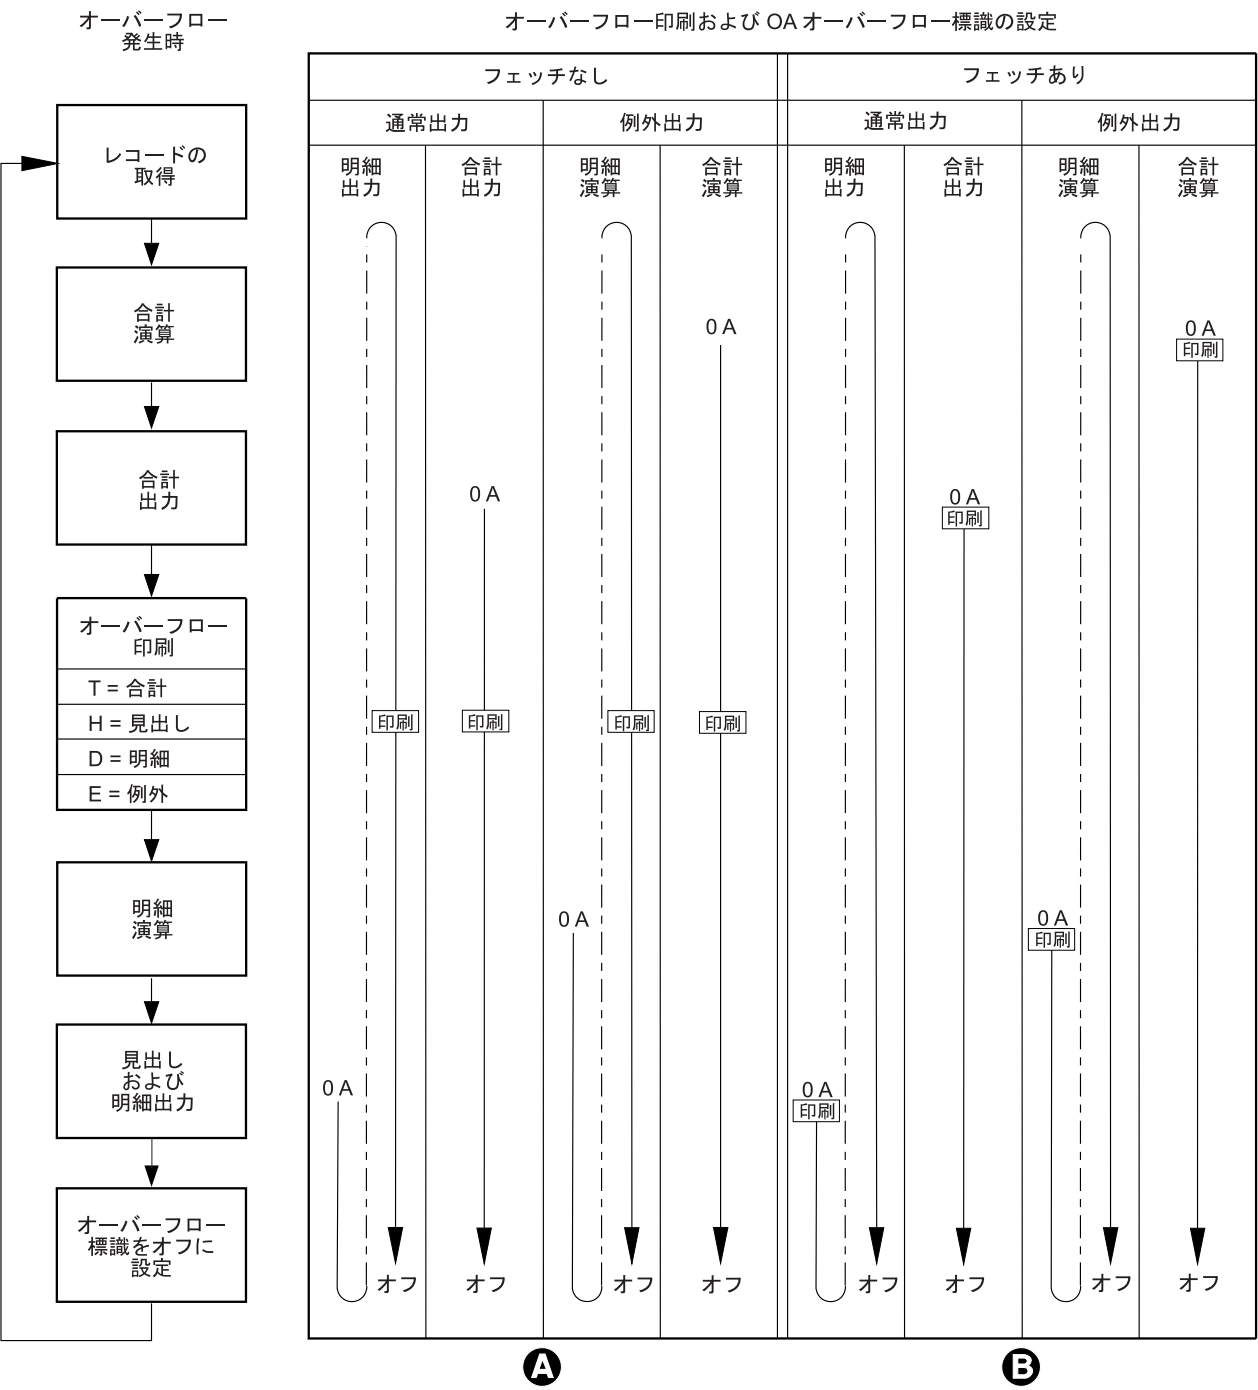 オーバーフロー
発生時
レコードの
取得
合計
演算
合計
出力
オーバーフロー
印刷
T = 合計
H = 見出し
D = 明細
E = 例外
明細
演算
見出し
および
明細出力
オーバーフロー
標識をオフに
設定
オーバーフロー印刷および OA オーバーフロー標識の設定
フェッチなし
フェッチあり
通常出力
例外出力
通常出力
例外出力
明細
出力
合計
出力
明細
演算
合計
演算
明細
出力
合計
出力
明細
演算
合計
演算
0 A
0 A
印刷
0 A
0 A
印刷
印刷
印刷
印刷
印刷
0 A
0 A
印刷
0 A
0 A
印刷
オフ
オフ
オフ
オフ
オフ
オフ
オフ
オフ
A
B